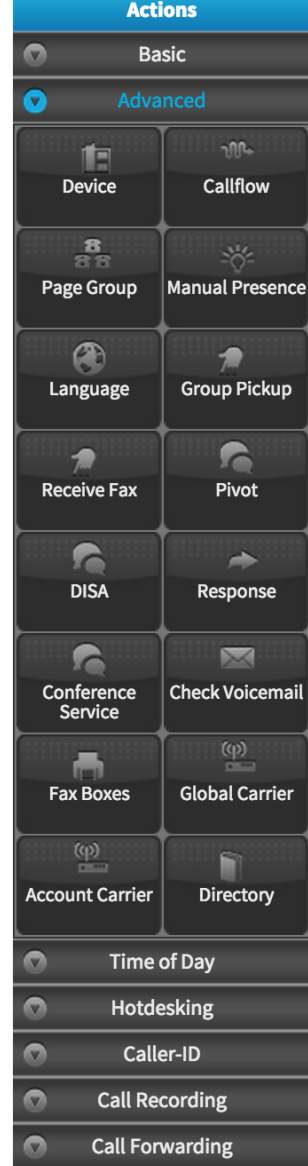 Actions
Basic
Advanced
Device
Callflow
Page Group
Manual Presence
Language
Group Pickup
Receive Fax
Pivot
DISA
Response
Conference
Service
Check Voicemail
Fax Boxes
Global Carrier
Account Carrier
Directory
Time of Day
Hotdesking
Caller-ID
Call Recording
Call Forwarding